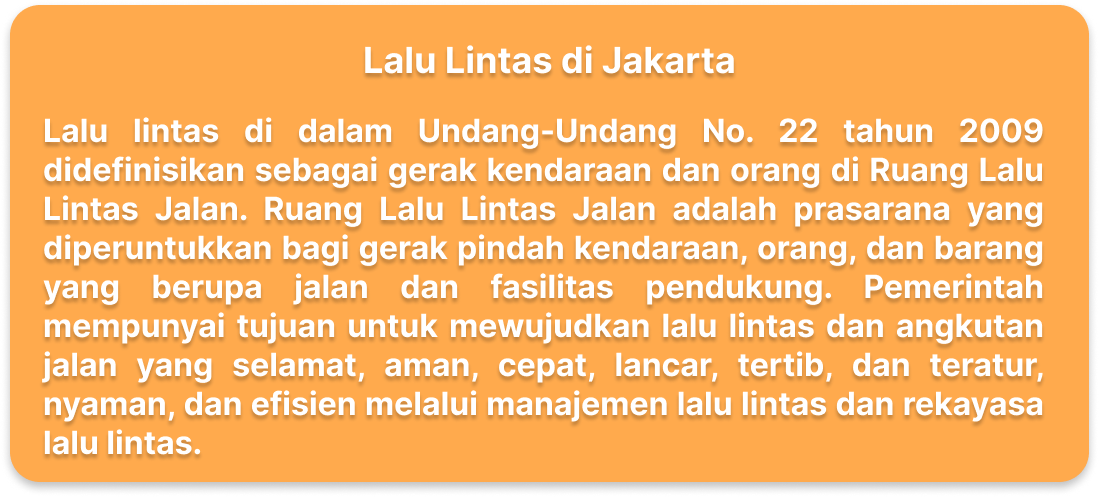 Lalu Lintas di Jakarta
Lalu lintas di dalam Undang-Undang No. 22 tahun 2009
didefinisikan sebagai gerak kendaraan dan orang di Ruang Lalu
Lintas Jalan. Ruang Lalu Lintas Jalan adalah prasarana yang
diperuntukkan bagi gerak pindah kendaraan, orang, dan barang
yang berupa jalan dan fasilitas pendukung. Pemerintah
mempunyai tujuan untuk mewujudkan lalu lintas dan angkutan
jalan yang selamat, aman, cepat, lancar, tertib, dan teratur,
nyaman, dan efisien melalui manajemen lalu lintas dan rekayasa
lalu lintas.